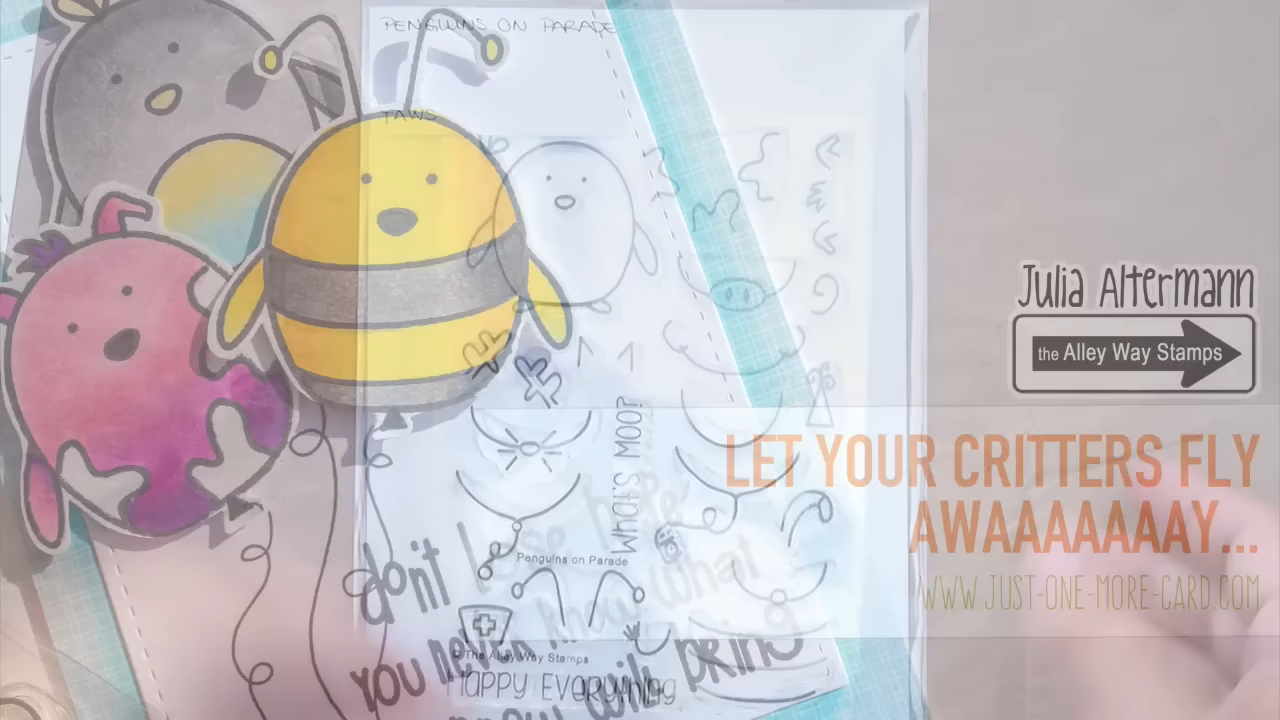 PENGUINS ON PARADE
TAWS
Julia Altermann
the Alley Way Stamps
LET YOUR CRITTERS FLY
AWAAAAAAAY...
WWW.JUST-ONE-MORE-CARD.COM
WHAT'S MOO?
Penguins on Parade
© The Alley Way Stamps
HAPPY EVERYTHING
don't lose hope
you never know what
will bring